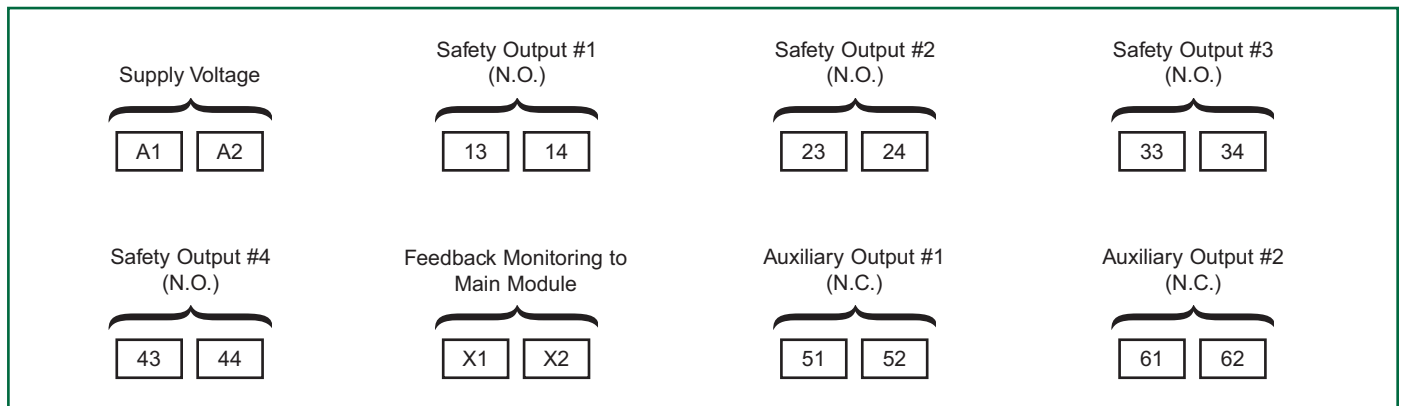 Supply Voltage
A1 A2
Safety Output #1
(N.O.)
13 14
Safety Output #2
(N.O.)
23 24
Safety Output #3
(N.O.)
33 34
Safety Output #4
(N.O.)
43 44
Feedback Monitoring to
Main Module
X1 X2
Auxiliary Output #1
(N.C.)
51 52
Auxiliary Output #2
(N.C.)
61 62